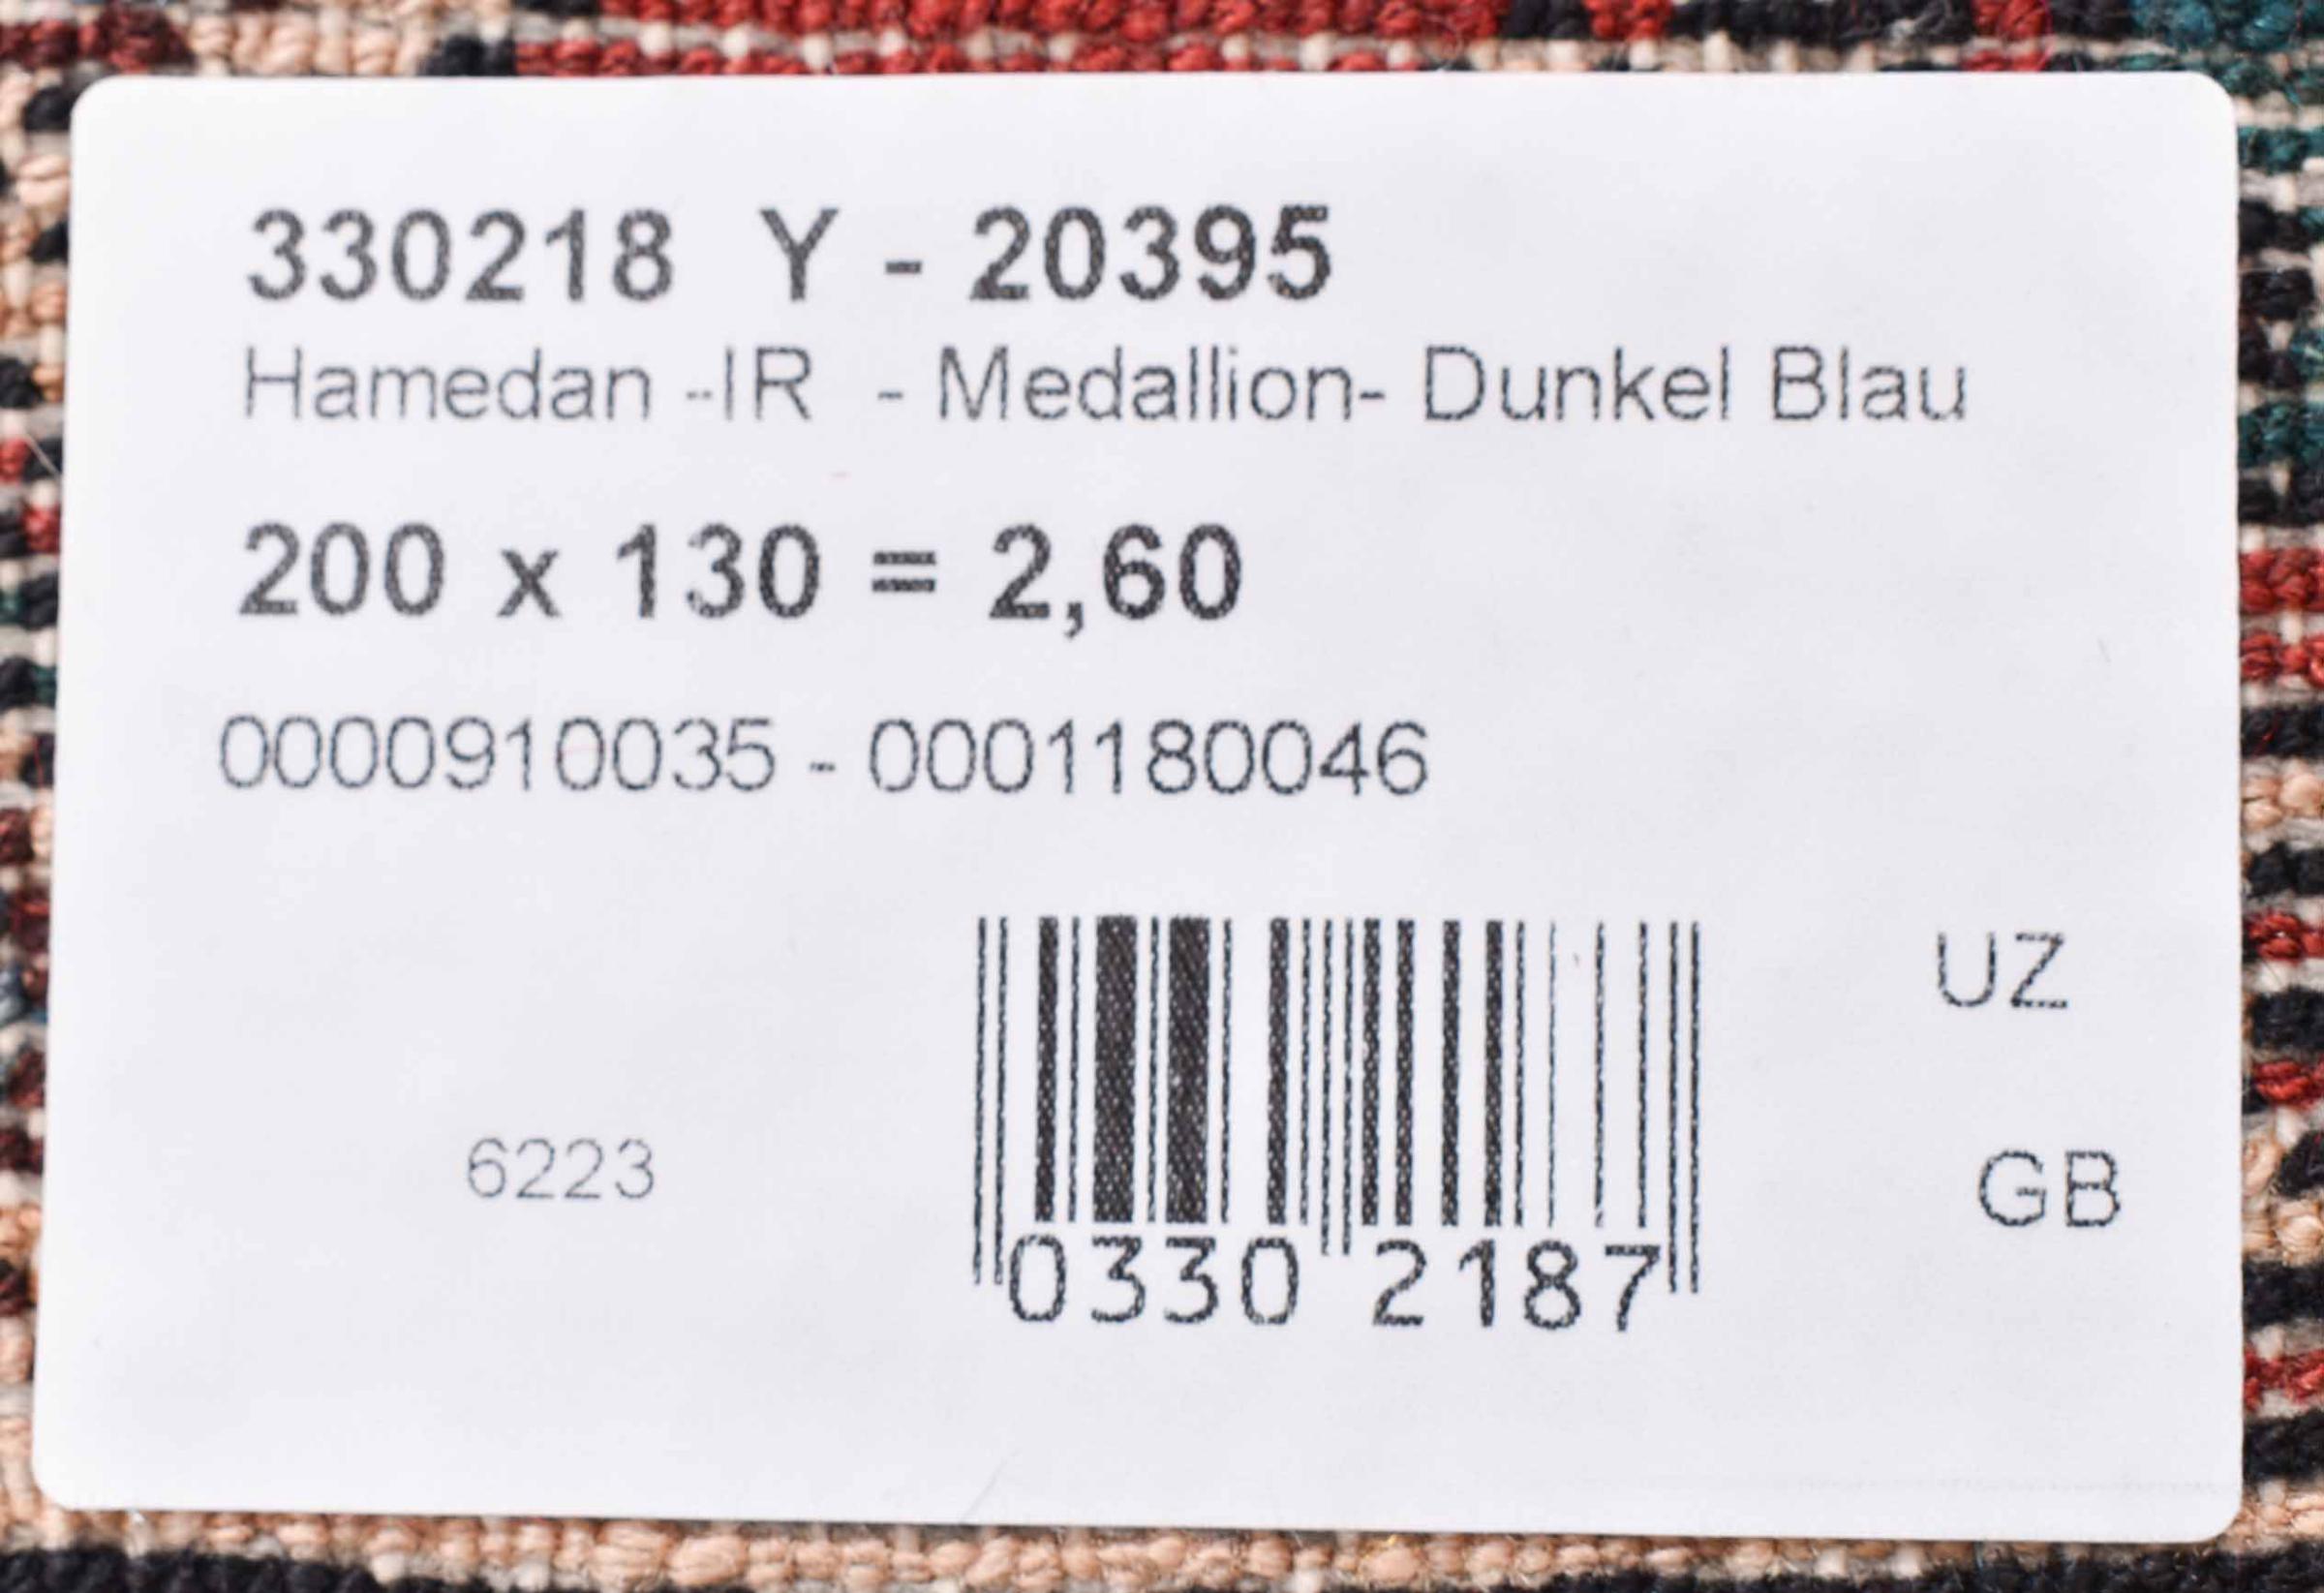 330218 Y - 20395
Hamedan -IR - Medallion- Dunkel Blau
200 x 130 = 2,60
0000910035 - 0001180046
UZ
6223
GB
0330 2187